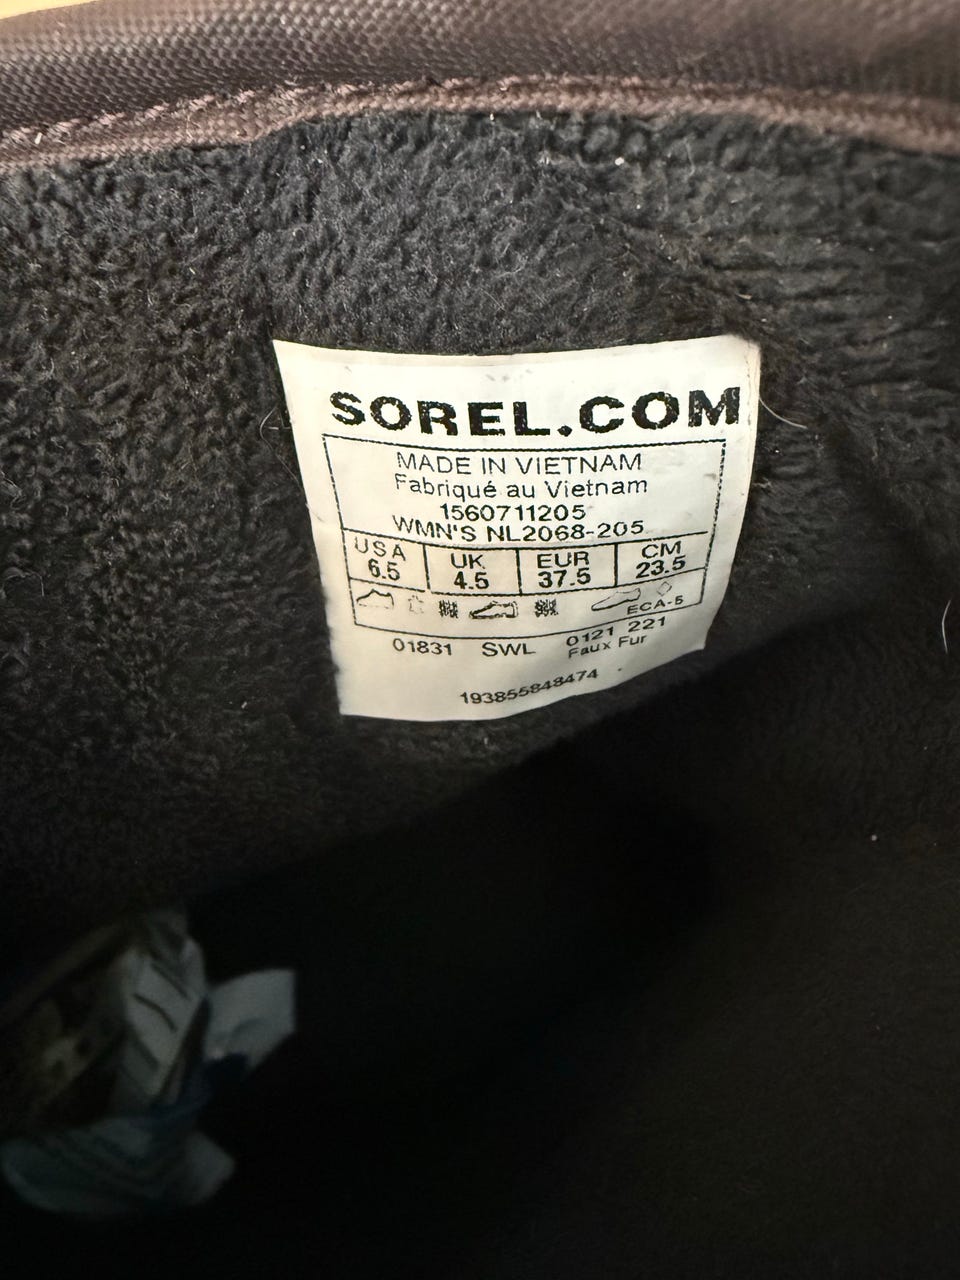 SOREL.COM
MADE IN VIETNAM
Fabriqué au Vietnam
1560711205
WMN'S NL2068-205
USA UK EUR CM
6.5 4.5 37.5 23.5
ECA-5
01831 SWL 0121 221
Faux Fur
193855848474